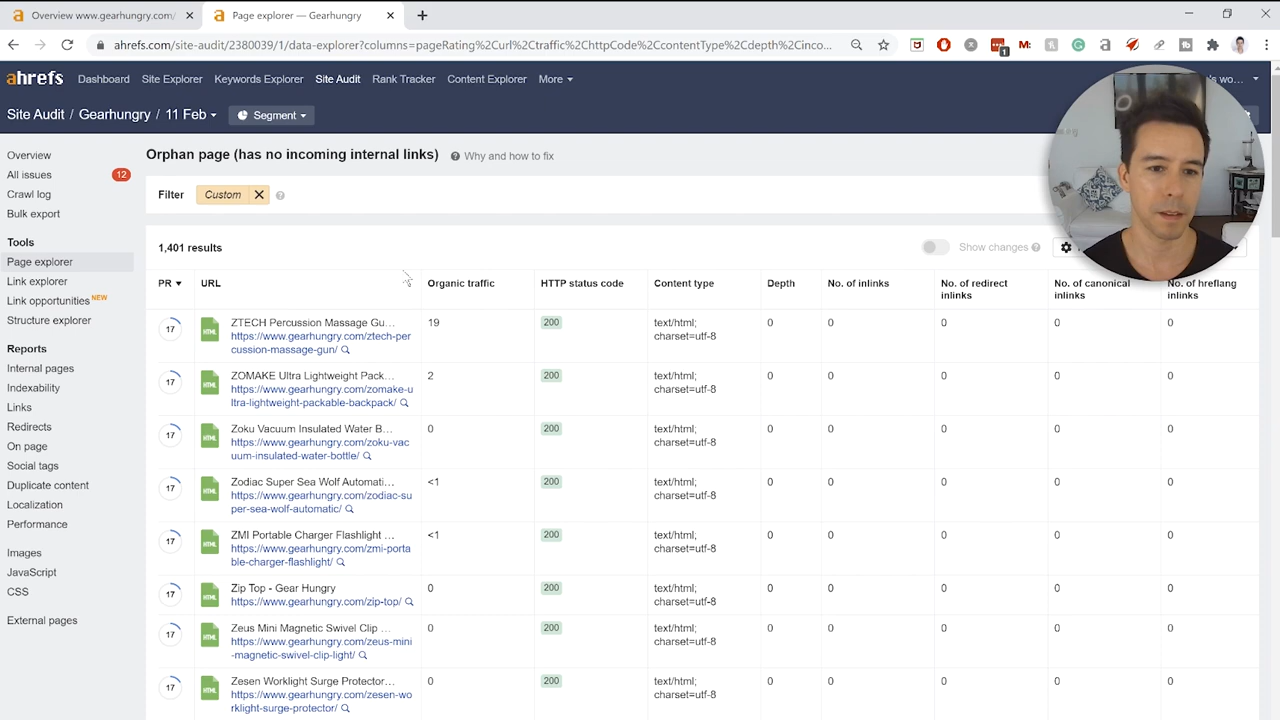 Overview www.gearhungry.com/
Page explorer — Gearhungry
ahrefs.com/site-audit/2300039/1/data-explorer?columns=pageRating%2Curl%2Ctraffic%2ChttpCode%2CcontentType%2Cdepth%2Cinco...
ahrefs
Dashboard
Site Explorer
Keywords Explorer
Site Audit
Rank Tracker
Content Explorer
More
's wo...
Site Audit / Gearhungry / 11 Feb
Segment
Overview
All issues 12
Crawl log
Bulk export
Tools
Page explorer
Link explorer
Link opportunities NEW
Structure explorer
Reports
Internal pages
Indexability
Links
Redirects
On page
Social tags
Duplicate content
Localization
Performance
Images
JavaScript
CSS
External pages
Orphan page (has no incoming internal links)
Why and how to fix
Filter
Custom
1,401 results
Show changes
PR URL Organic traffic HTTP status code Content type Depth No. of inlinks No. of redirect inlinks No. of canonical inlinks No. of hreflang inlinks
17 ZTECH Percussion Massage Gu... 19 200 text/html; 0 0 0 0 0
https://www.gearhungry.com/ztech-per charset=utf-8
cussion-massage-gun/
17 ZOMAKE Ultra Lightweight Pack... 2 200 text/html; 0 0 0 0 0
https://www.gearhungry.com/zomake-u charset=utf-8
ltra-lightweight-packable-backpack/
17 Zoku Vacuum Insulated Water B... 0 200 text/html; 0 0 0 0 0
https://www.gearhungry.com/zoku-vac charset=utf-8
uum-insulated-water-bottle/
17 Zodiac Super Sea Wolf Automati... <1 200 text/html; 0 0 0 0 0
https://www.gearhungry.com/zodiac-su charset=utf-8
per-sea-wolf-automatic/
17 ZMI Portable Charger Flashlight ... <1 200 text/html; 0 0 0 0 0
https://www.gearhungry.com/zmi-porta charset=utf-8
ble-charger-flashlight/
17 Zip Top - Gear Hungry 0 200 text/html; 0 0 0 0 0
https://www.gearhungry.com/zip-top/ charset=utf-8
17 Zeus Mini Magnetic Swivel Clip ... 0 200 text/html; 0 0 0 0 0
https://www.gearhungry.com/zeus-mini charset=utf-8
-magnetic-swivel-clip-light/
17 Zesen Worklight Surge Protector... 0 200 text/html; 0 0 0 0 0
https://www.gearhungry.com/zesen-wo charset=utf-8
rklight-surge-protector/